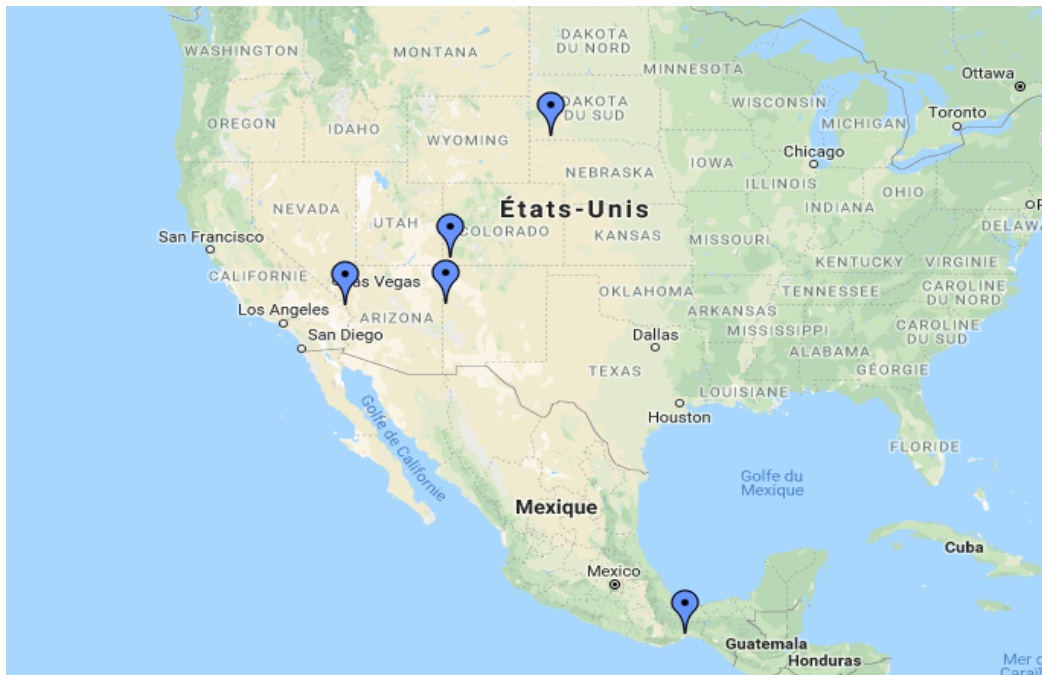 DAKOTA
DU NORD
WASHINGTON
MONTANA
MINNESOTA
Ottawa
DAKOTA
DU SUD
WISCONSIN
Toronto
OREGON
IDAHO
MICHIGAN
WYOMING
Chicago
IOWA
NEBRASKA
ILLINOIS
OHIO
NEVADA
UTAH
États-Unis
INDIANA
DELAW
San Francisco
COLORADO
KANSAS
MISSOURI
KENTUCKY
VIRGINIE
CALIFORNIE
Las Vegas
OKLAHOMA
TENNESSEE
CAROLINE
DU NORD
Los Angeles
ARIZONA
ARKANSAS
MISSISSIPPI
CAROLINE
DU SUD
San Diego
Dallas
ALABAMA
TEXAS
GÉORGIE
LOUISIANE
Houston
Golfe de Californie
FLORIDE
Golfe du
Mexique
Mexique
Cuba
Mexico
Guatemala
Honduras
Mer d
Caraï